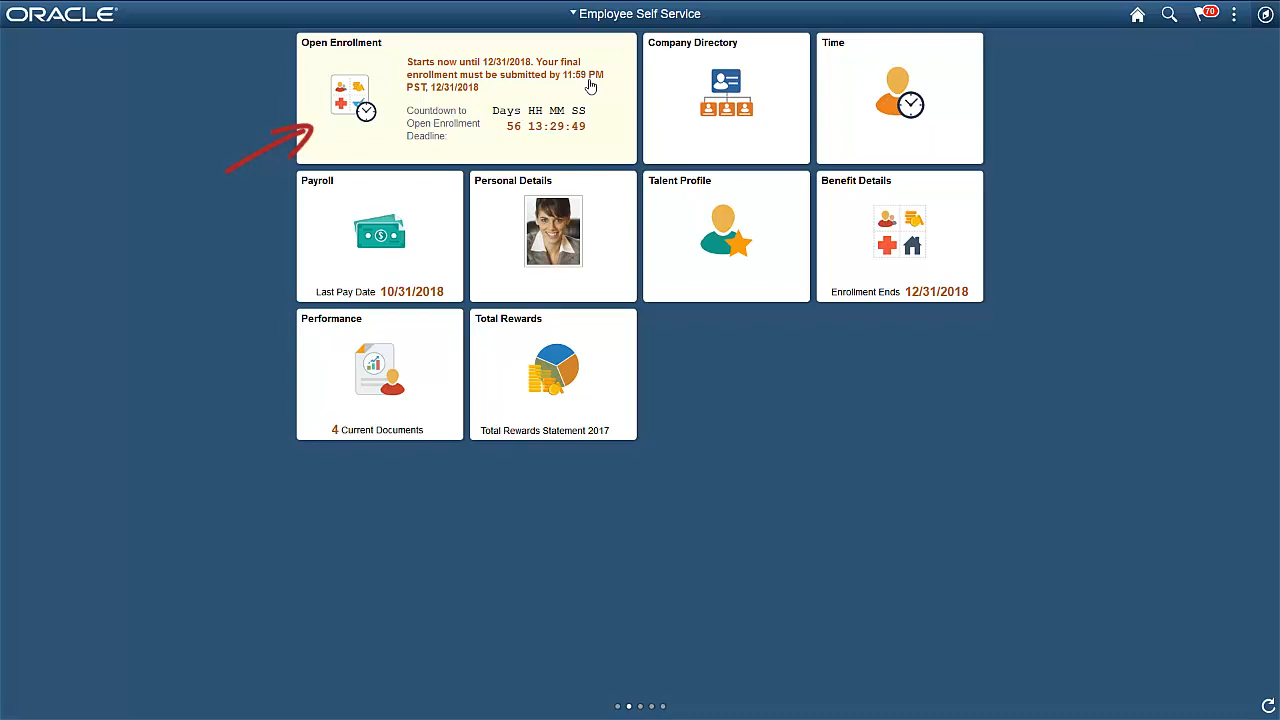 ORACLE
Employee Self Service
70
Open Enrollment
Starts now until 12/31/2018. Your final
enrollment must be submitted by 11:59 PM
PST, 12/31/2018
Countdown to
Open Enrollment
Deadline:
Days HH MM SS
56 13:29:49
Company Directory
Time
Payroll
Last Pay Date 10/31/2018
Personal Details
Talent Profile
Benefit Details
Enrollment Ends 12/31/2018
Performance
4 Current Documents
Total Rewards
Total Rewards Statement 2017